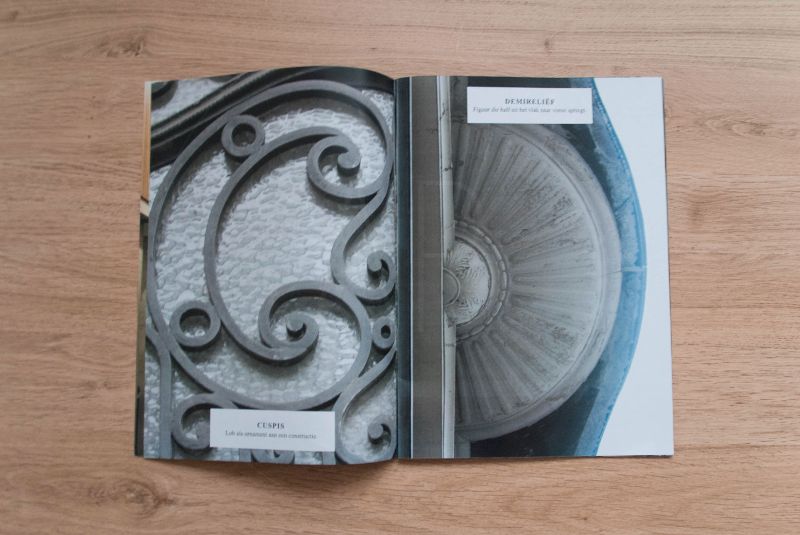 CUSPIS
Lob als ornament aan een constructie.
DEMIRELIËF
Figuur die half uit het vlak naar voren springt.